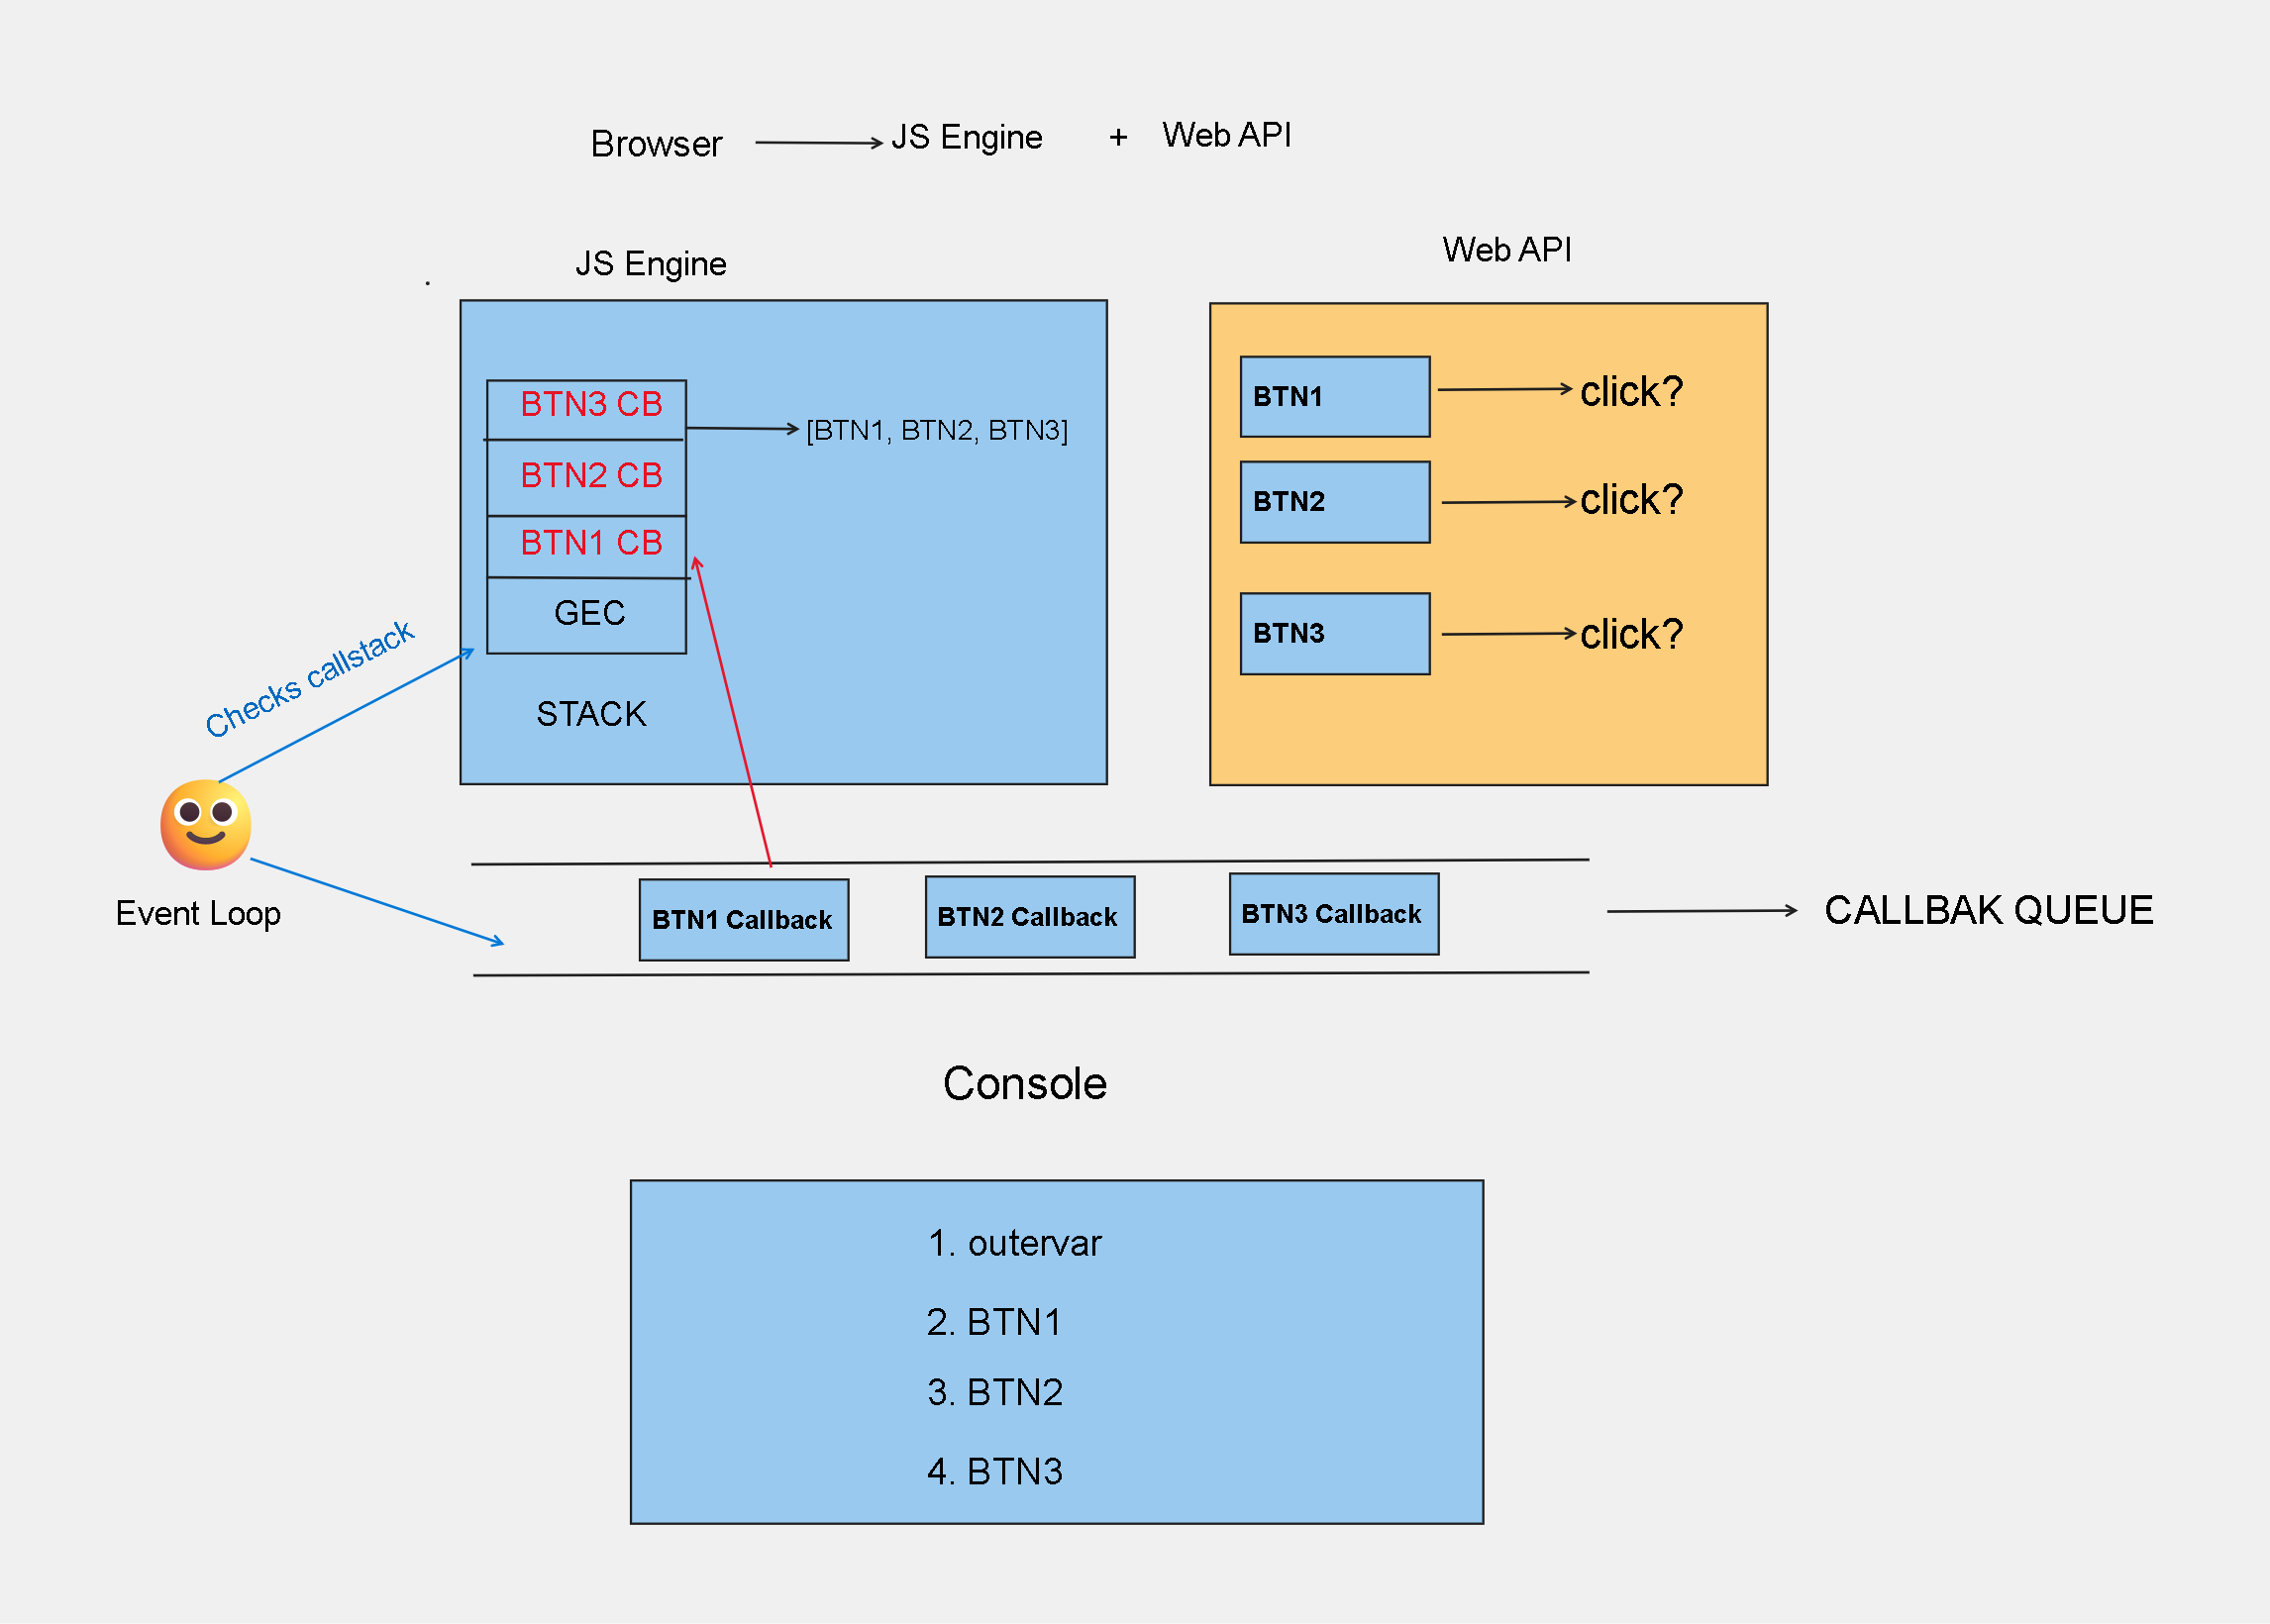 Browser
JS Engine
+
Web API
JS Engine
Web API
BTN3 CB
BTN2 CB
BTN1 CB
GEC
STACK
[BTN1, BTN2, BTN3]
BTN1
click?
BTN2
click?
BTN3
click?
Checks callstack
Event Loop
BTN1 Callback
BTN2 Callback
BTN3 Callback
CALLBAK QUEUE
Console
1. outervar
2. BTN1
3. BTN2
4. BTN3